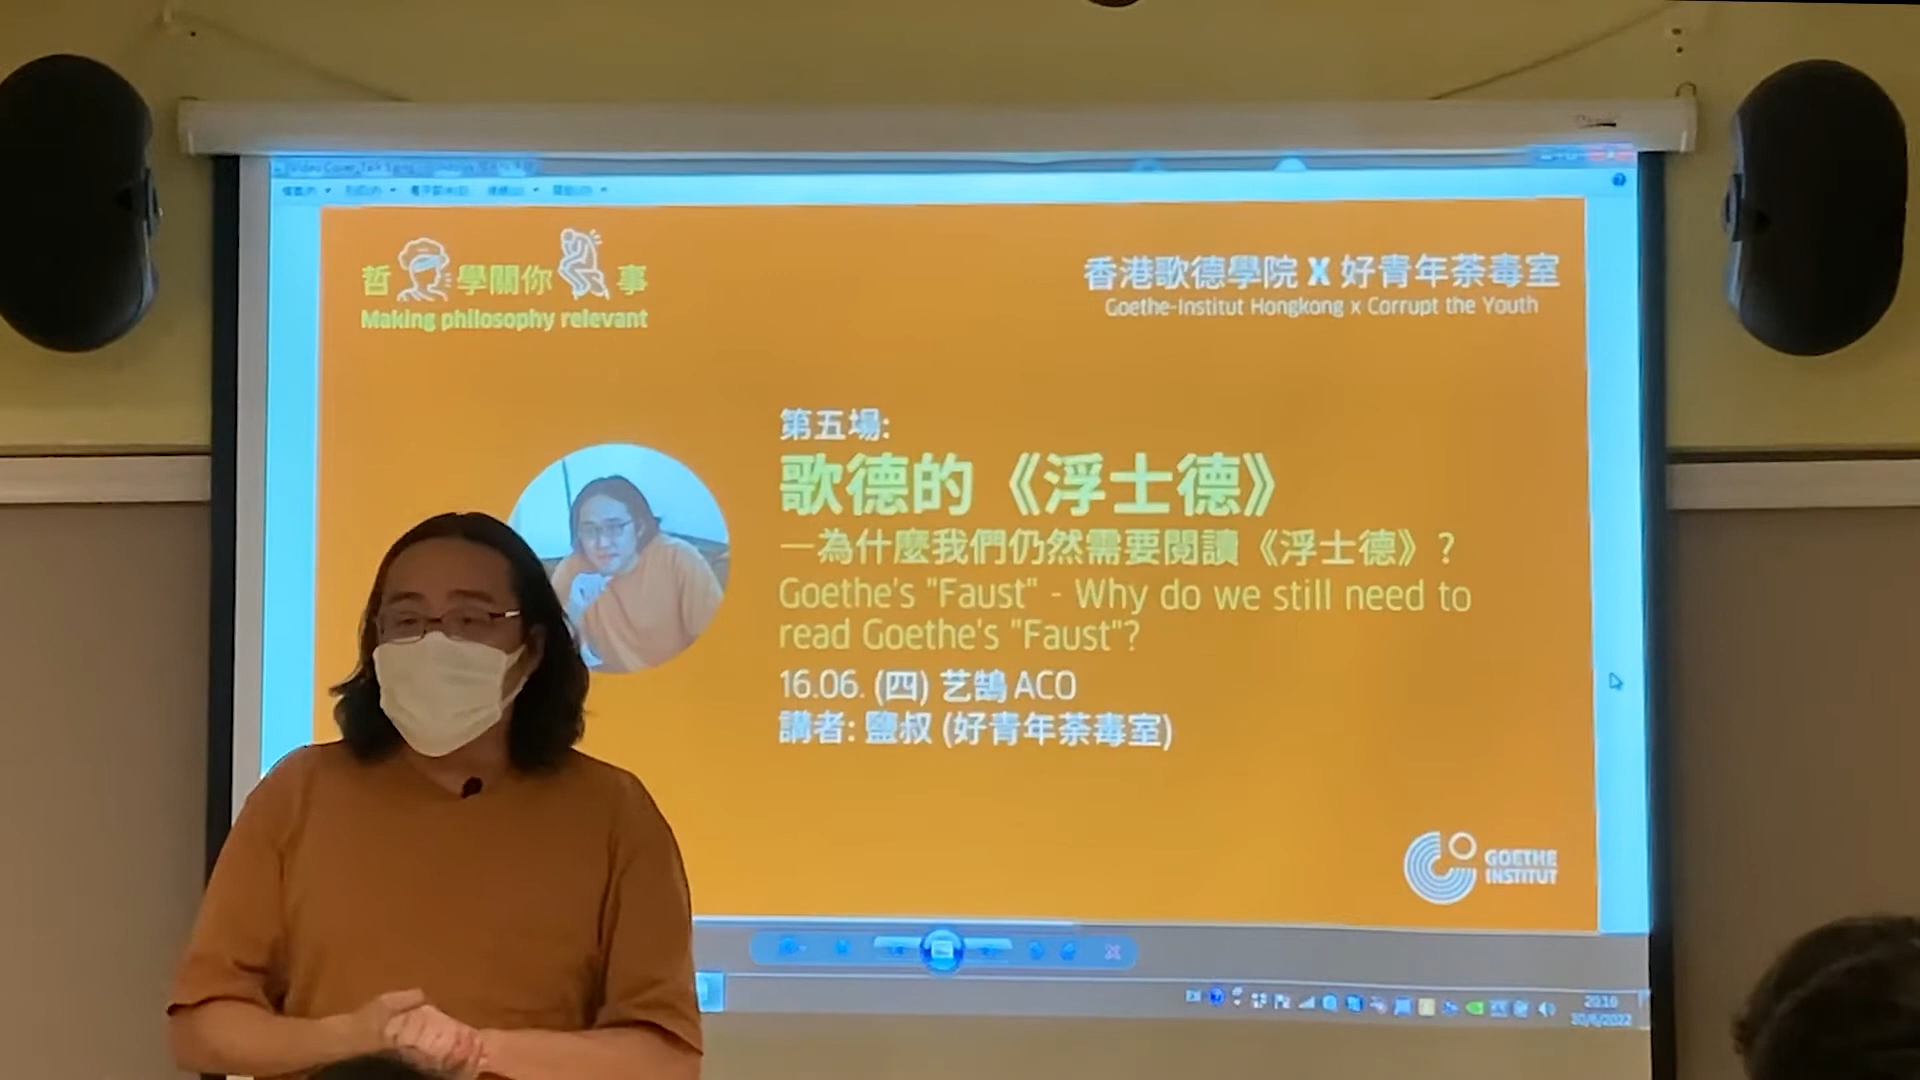 哲學關你事
Making philosophy relevant
香港歌德學院 X 好青年荼毒室
Goethe-Institut Hongkong x Corrupt the Youth
第五場:
歌德的《浮士德》
—為什麼我們仍然需要閱讀《浮士德》?
Goethe's "Faust" - Why do we still need to
read Goethe's "Faust"?
16.06. (四) 艺鵠 ACO
講者: 鹽叔 (好青年荼毒室)
GOETHE
INSTITUT
20:16